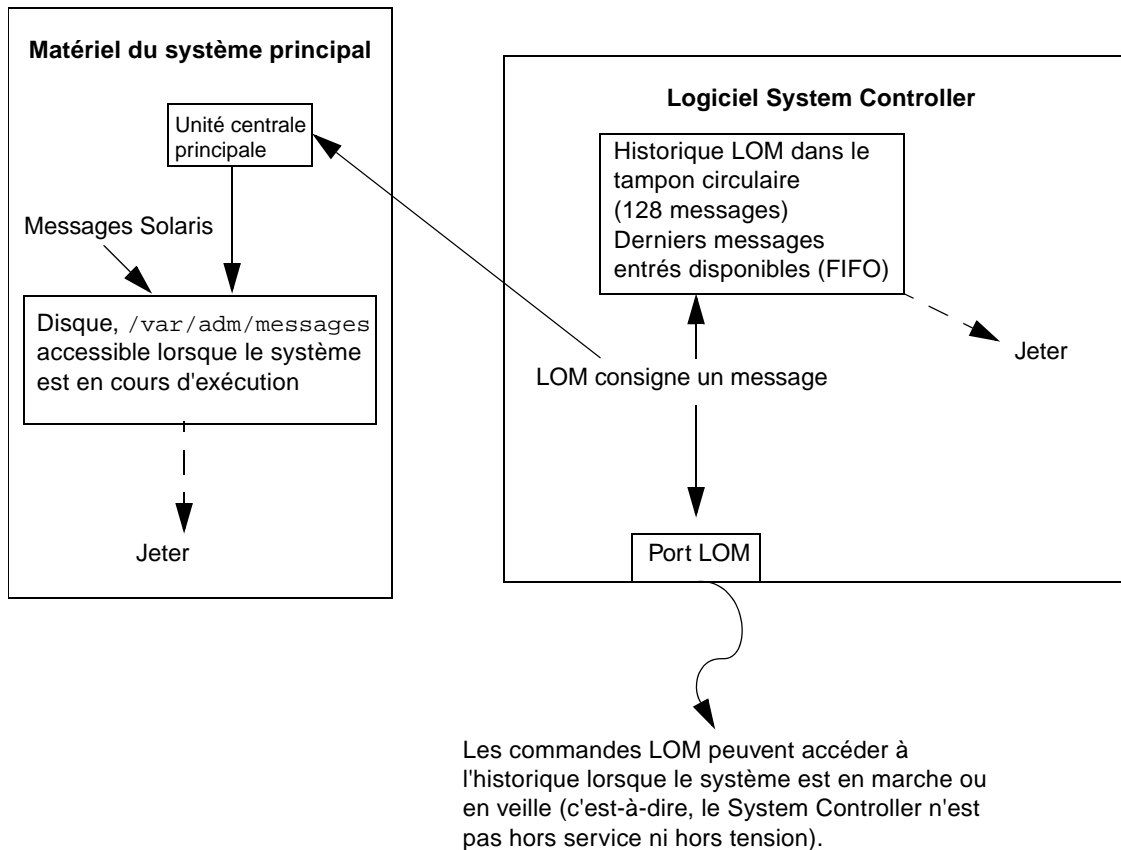 Matériel du système principal
Unité centrale
principale
Messages Solaris
Disque, /var/adm/messages
accessible lorsque le système
est en cours d'exécution
Jeter
Logiciel System Controller
Historique LOM dans le
tampon circulaire
(128 messages)
Derniers messages
entrés disponibles (FIFO)
Jeter
LOM consigne un message
Port LOM
Les commandes LOM peuvent accéder à
l'historique lorsque le système est en marche ou
en veille (c'est-à-dire, le System Controller n'est
pas hors service ni hors tension).